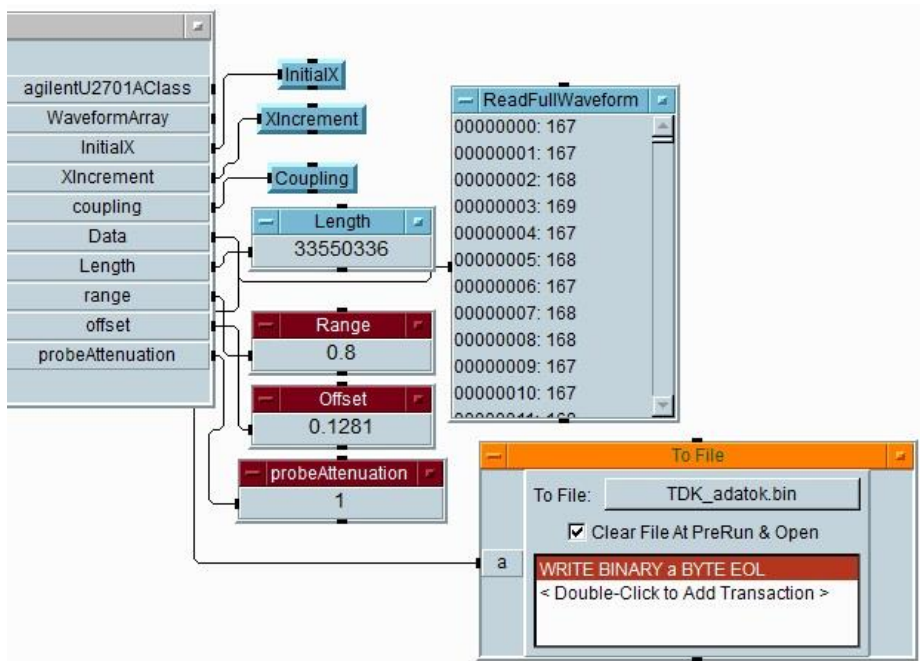 agilentU2701AClass
WaveformArray
InitialX
XIncrement
coupling
Data
Length
range
offset
probeAttenuation
InitialX
XIncrement
Coupling
Length
33550336
Range
0.8
Offset
0.1281
probeAttenuation
1
ReadFullWaveform
00000000: 167
00000001: 167
00000002: 168
00000003: 169
00000004: 167
00000005: 168
00000006: 167
00000007: 168
00000008: 168
00000009: 167
00000010: 167
To File
To File: TDK_adatok.bin
Clear File At PreRun & Open
a
WRITE BINARY a BYTE EOL
< Double-Click to Add Transaction >